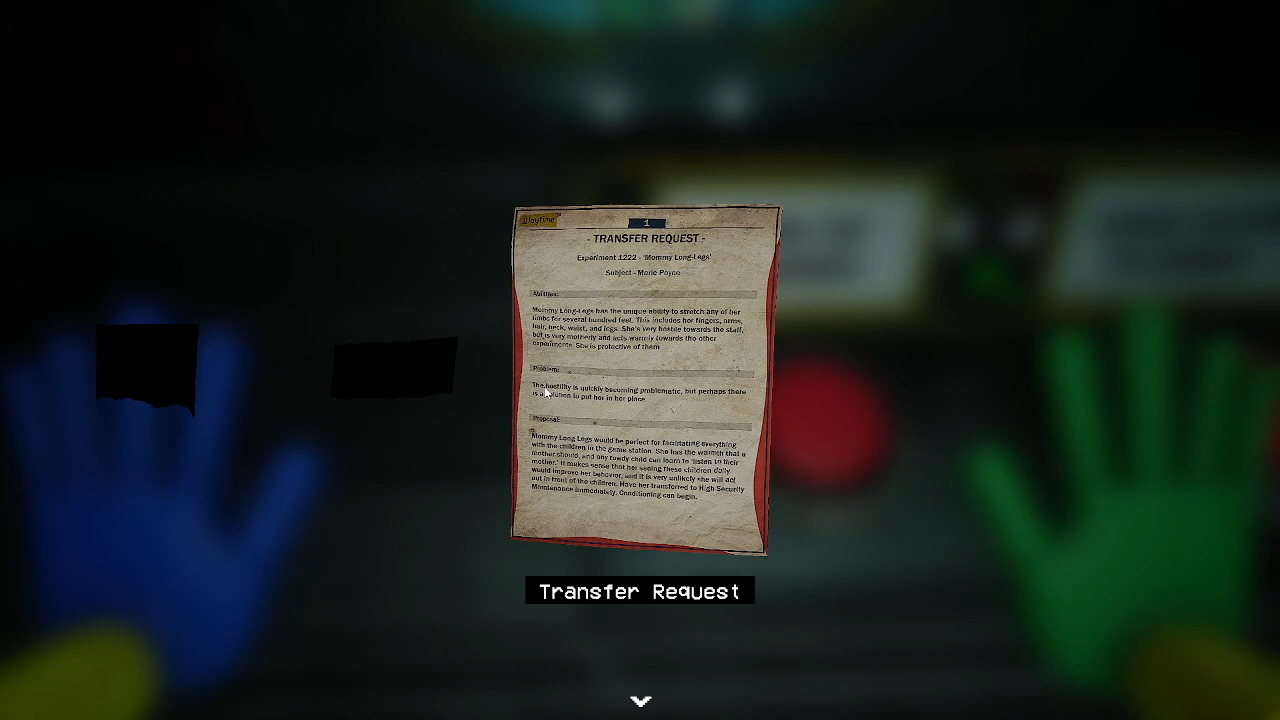 Playtime
1
- TRANSFER REQUEST -
Experiment 1222 - 'Mommy Long-Legs'
Subject - Marie Payne
Abilities:
Mommy Long-Legs has the unique ability to stretch any of her
limbs for several hundred feet. This includes her fingers, arms,
hair, neck, waist, and legs. She's very hostile towards the staff,
but is very motherly and acts warmly towards the other
experiments. She is protective of them.
Problem:
The hostility is quickly becoming problematic, but perhaps there
is a solution to put her in her place.
Proposal:
Mommy Long Legs would be perfect for facilitating everything
with the children in the game station. She has the warmth that a
mother should, and any rowdy child can learn to 'listen to their
mother.' It makes sense that her seeing these children daily
would improve her behavior, and it is very unlikely she will act
out in front of the children. Have her transferred to High Security
Maintenance immediately. Conditioning can begin.
Transfer Request